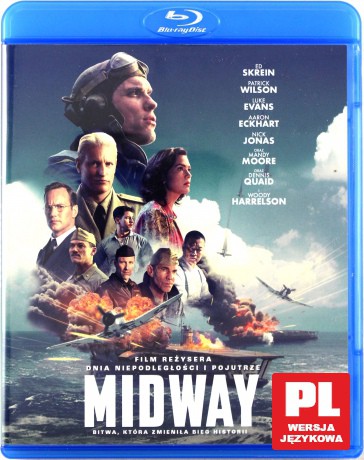 Blu-ray Disc
ED
SKREIN
PATRICK
WILSON
LUKE
EVANS
AARON
ECKHART
NICK
JONAS
ORAZ
MANDY
MOORE
ORAZ
DENNIS
QUAID
I
WOODY
HARRELSON
FILM REŻYSERA
DNIA NIEPODLEGŁOŚCI I POJUTRZE
MIDWAY
BITWA, KTÓRA ZMIENIŁA BIEG HISTORII
PL
WERSJA
JĘZYKOWA